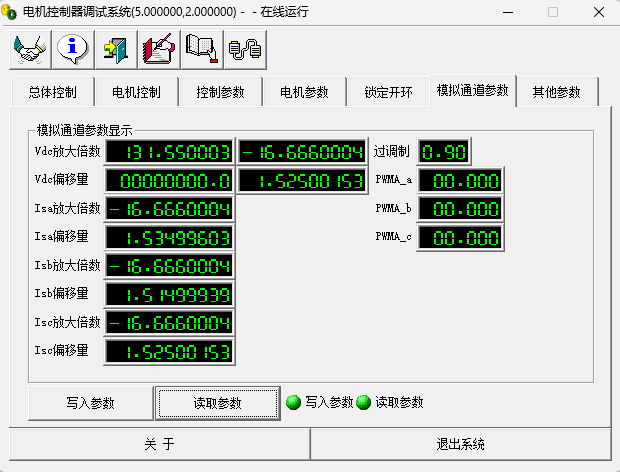 电机控制器调试系统(5.000000,2.000000) - - 在线运行
总体控制 电机控制 控制参数 电机参数 锁定开环 模拟通道参数 其他参数
模拟通道参数显示
Vdc放大倍数 131.550003 -16.6660004 过调制 0.90
Vdc偏移量 00000000.0 1.52500153 PWMA_a 00.000
Isa放大倍数 -16.6660004 PWMA_b 00.000
Isa偏移量 1.53499603 PWMA_c 00.000
Isb放大倍数 -16.6660004
Isb偏移量 1.51499939
Isc放大倍数 -16.6660004
Isc偏移量 1.52500153
写入参数 读取参数 写入参数 读取参数
关 于 退出系统